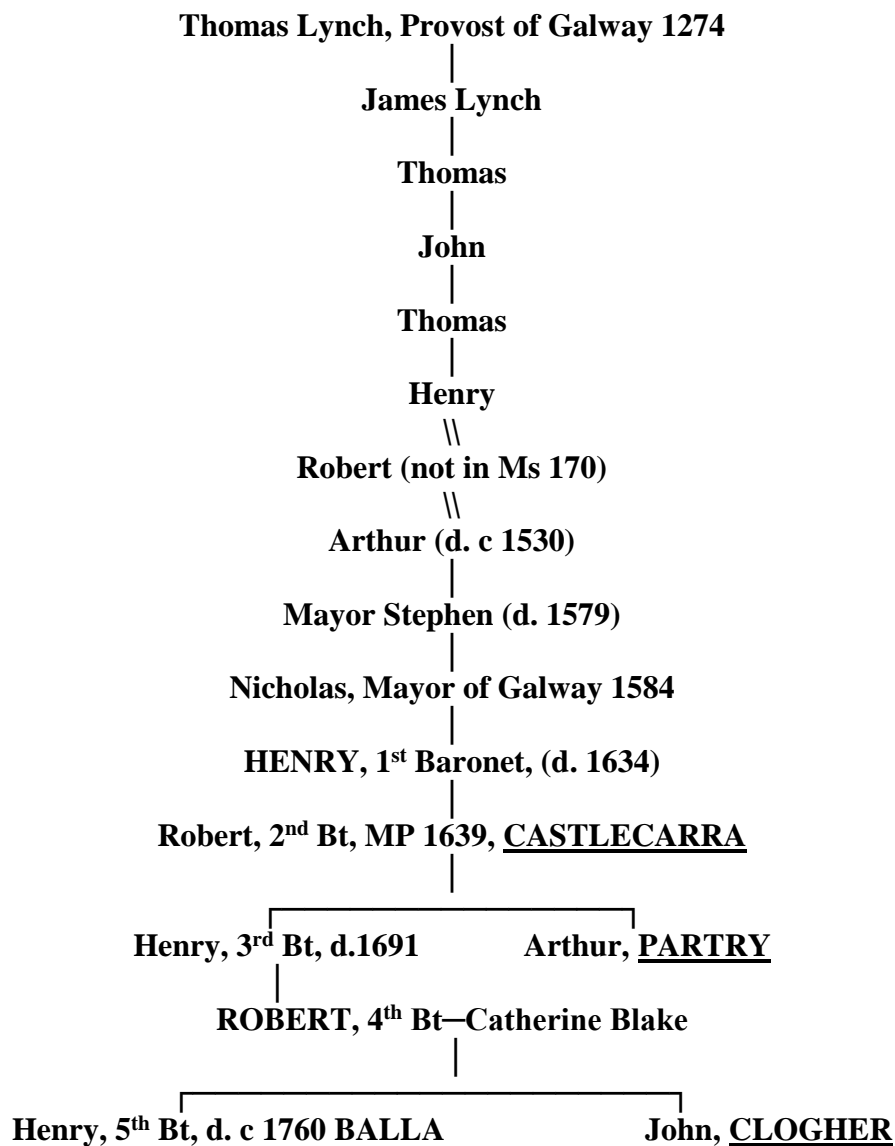 Thomas Lynch, Provost of Galway 1274
James Lynch
Thomas
John
Thomas
Henry
\\
Robert (not in Ms 170)
\\
Arthur (d. c 1530)
Mayor Stephen (d. 1579)
Nicholas, Mayor of Galway 1584
HENRY, 1st Baronet, (d. 1634)
Robert, 2nd Bt, MP 1639, CASTLECARRA
Henry, 3rd Bt, d.1691 Arthur, PARTRY
ROBERT, 4th Bt─Catherine Blake
Henry, 5th Bt, d. c 1760 BALLA John, CLOGHER